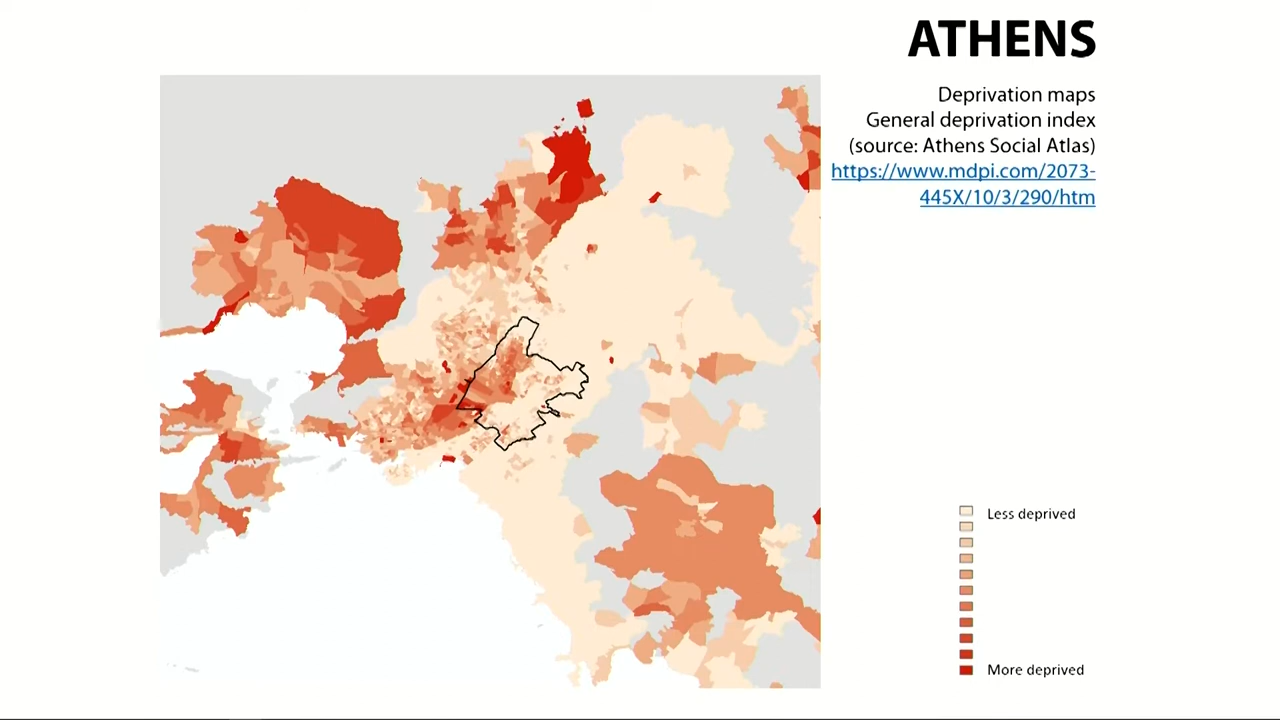 ATHENS
Deprivation maps
General deprivation index
(source: Athens Social Atlas)
https://www.mdpi.com/2073-
445X/10/3/290/htm
Less deprived
More deprived